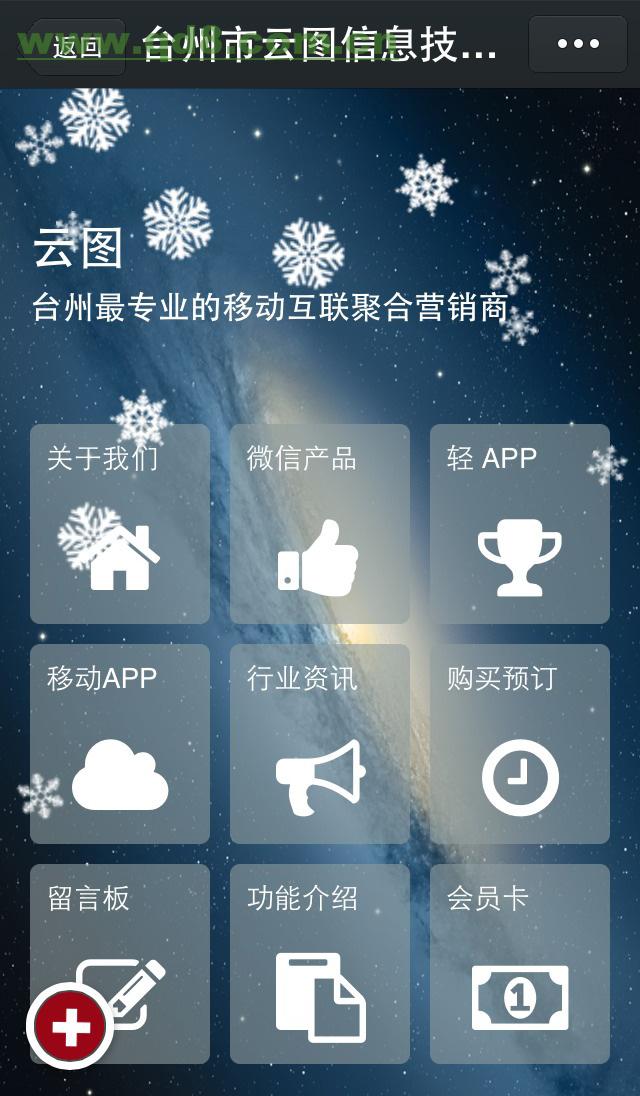 返回
台州市云图信息技...
云图
台州最专业的移动互联聚合营销商
关于我们
微信产品
轻 APP
移动APP
行业资讯
购买预订
留言板
功能介绍
会员卡
1